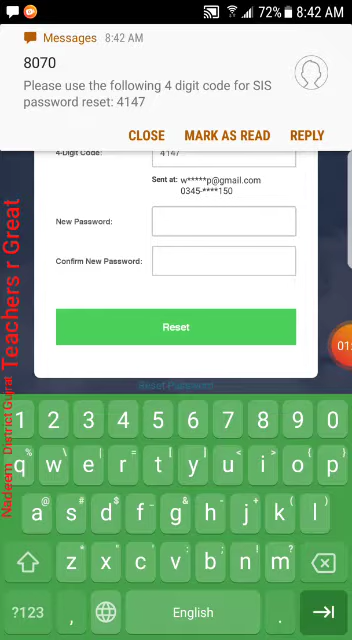 72% 8:42 AM
Messages 8:42 AM
8070
Please use the following 4 digit code for SIS
password reset: 4147
CLOSE MARK AS READ REPLY
4-Digit Code: 4147
Sent at: w*****p@gmail.com
0345-****150
New Password:
Confirm New Password:
Reset
Reset Password
Nadeem District Gujrat Teachers r Great
01:
1 2 3 4 5 6 7 8 9 0
q w e r t y u i o p
% ^ ~ | [ ] < > { }
a s d f g h j k l
@ # $ _ & - + ( )
z x c v b n m
* " ' : ; ! ?
?123 , English .